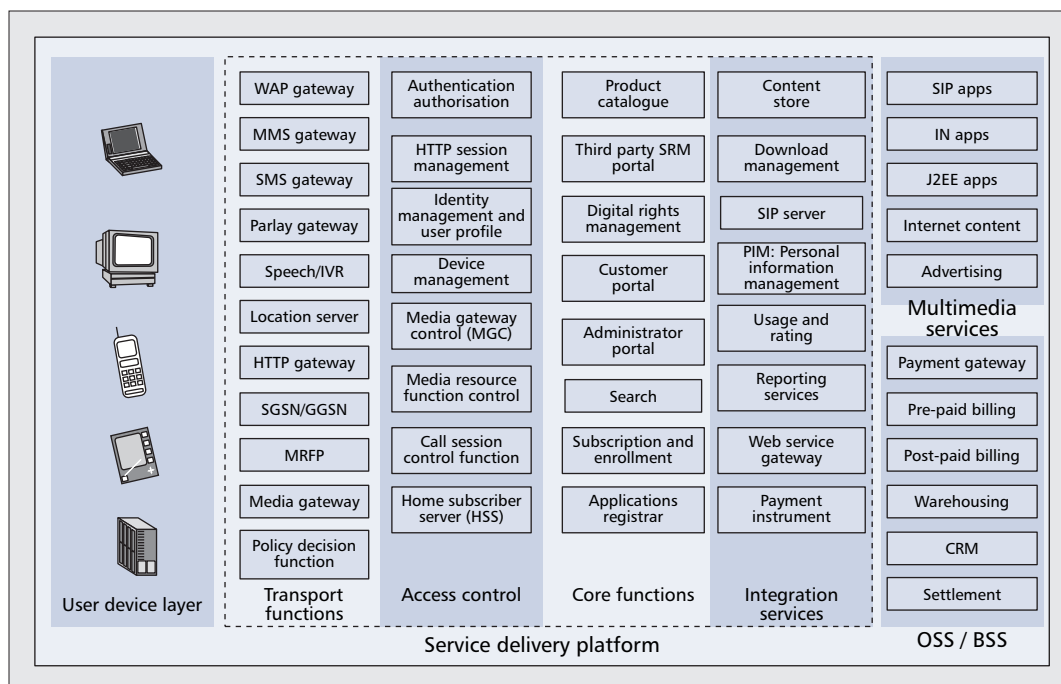 User device layer
WAP gateway
MMS gateway
SMS gateway
Parlay gateway
Speech/IVR
Location server
HTTP gateway
SGSN/GGSN
MRFP
Media gateway
Policy decision
function
Transport
functions
Authentication
authorisation
HTTP session
management
Identity
management and
user profile
Device
management
Media gateway
control (MGC)
Media resource
function control
Call session
control function
Home subscriber
server (HSS)
Access control
Product
catalogue
Third party SRM
portal
Digital rights
management
Customer
portal
Administrator
portal
Search
Subscription and
enrollment
Applications
registrar
Core functions
Content
store
Download
management
SIP server
PIM: Personal
information
management
Usage and
rating
Reporting
services
Web service
gateway
Payment
instrument
Integration
services
Service delivery platform
SIP apps
IN apps
J2EE apps
Internet content
Advertising
Multimedia
services
Payment gateway
Pre-paid billing
Post-paid billing
Warehousing
CRM
Settlement
OSS / BSS